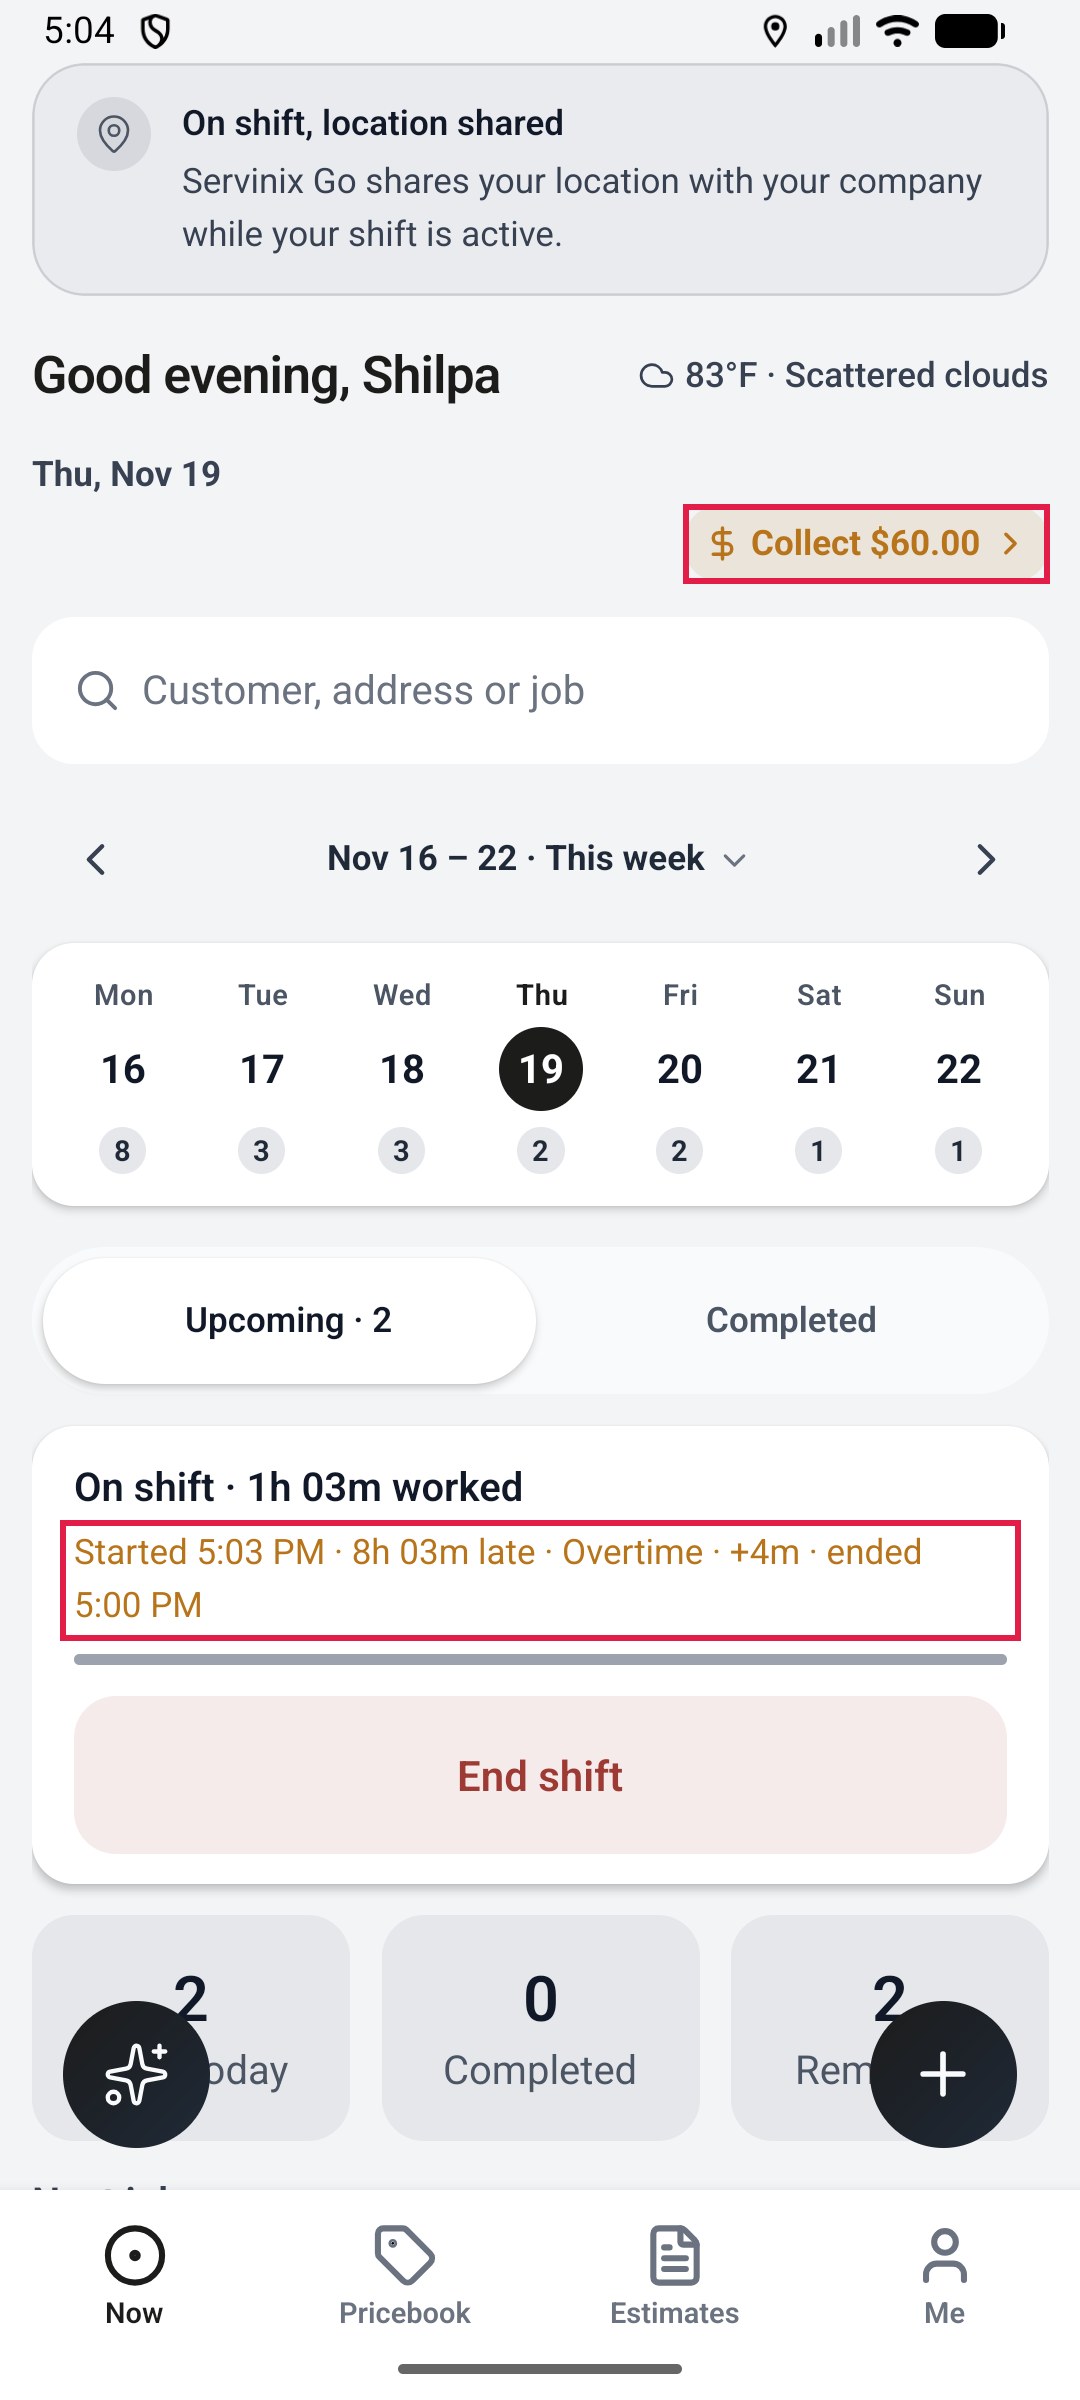 5:04
On shift, location shared
Servinix Go shares your location with your company
while your shift is active.
Good evening, Shilpa
83°F · Scattered clouds
Thu, Nov 19
$ Collect $60.00
Customer, address or job
Nov 16 – 22 · This week
Mon Tue Wed Thu Fri Sat Sun
16 17 18 19 20 21 22
8 3 3 2 2 1 1
Upcoming · 2
Completed
On shift · 1h 03m worked
Started 5:03 PM · 8h 03m late · Overtime · +4m · ended
5:00 PM
End shift
2 0 2
oday Completed Rem
Now Pricebook Estimates Me